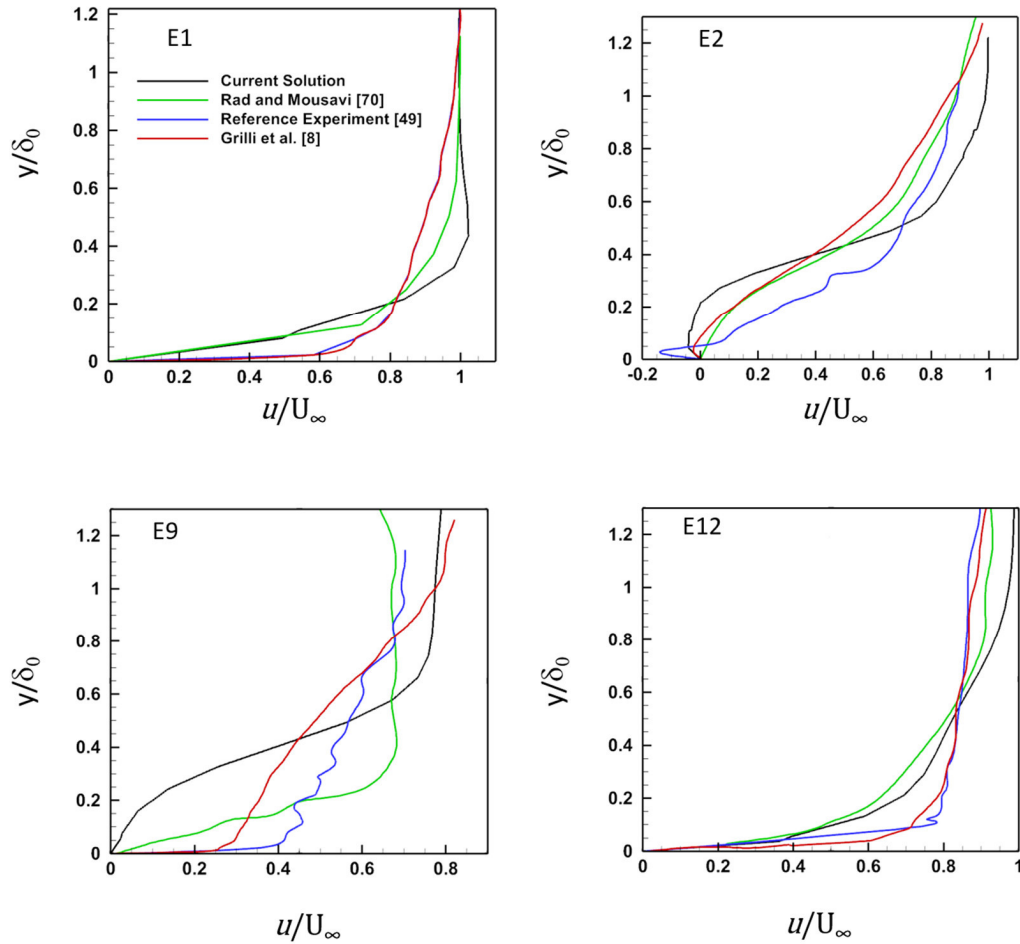 E1
Current Solution
Rad and Mousavi [70]
Reference Experiment [49]
Grilli et al. [8]
y/δ₀
1.2
1
0.8
0.6
0.4
0.2
0
0 0.2 0.4 0.6 0.8 1
u/U∞
E2
y/δ₀
1.2
1
0.8
0.6
0.4
0.2
0
-0.2 0 0.2 0.4 0.6 0.8 1
u/U∞
E9
y/δ₀
1.2
1
0.8
0.6
0.4
0.2
0
0 0.2 0.4 0.6 0.8
u/U∞
E12
y/δ₀
1.2
1
0.8
0.6
0.4
0.2
0
0 0.2 0.4 0.6 0.8 1
u/U∞